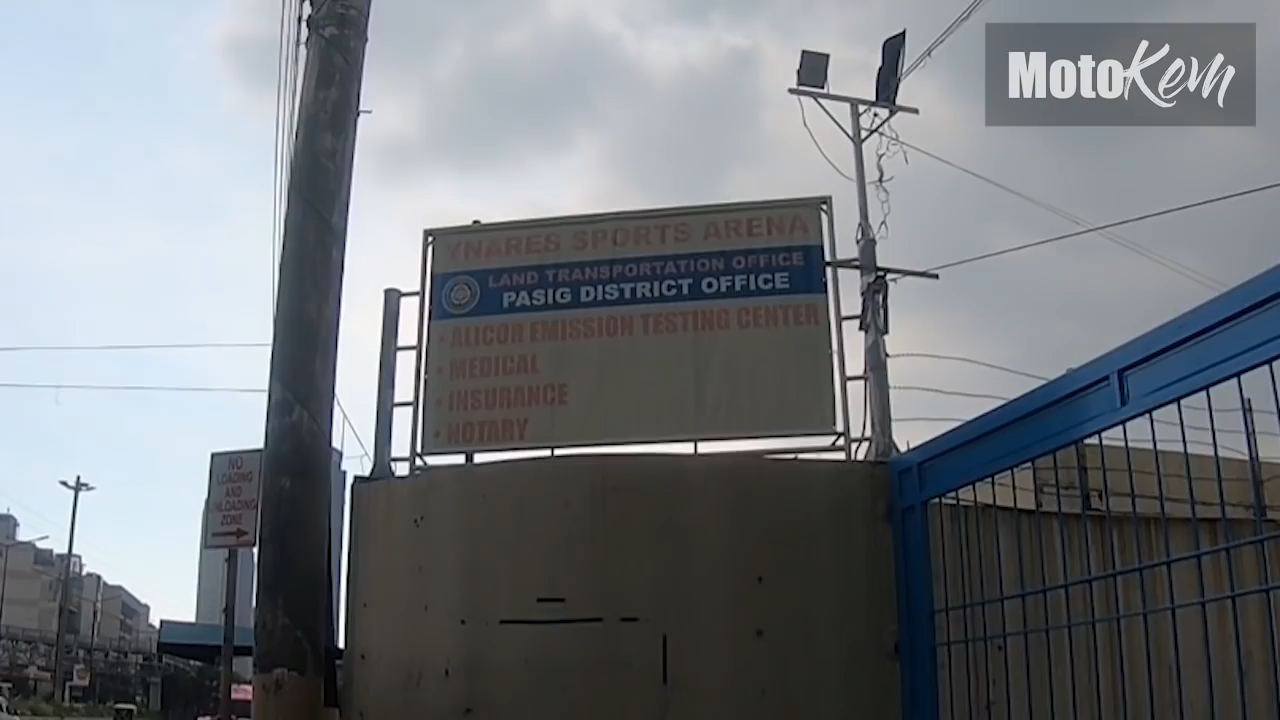 MotoKevin
YNARES SPORTS ARENA
LAND TRANSPORTATION OFFICE
PASIG DISTRICT OFFICE
• ALICOR EMISSION TESTING CENTER
• MEDICAL
• INSURANCE
• NOTARY
NO
LOADING
AND
UNLOADING
ZONE